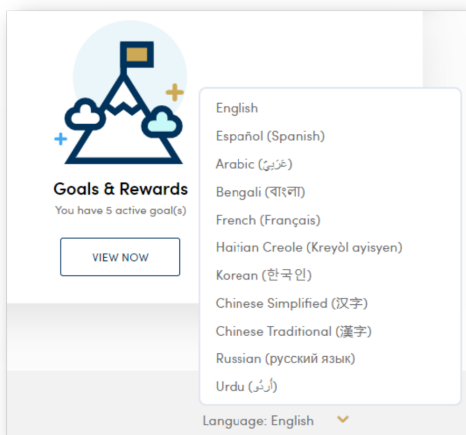 Goals & Rewards
You have 5 active goal(s)
VIEW NOW
English
Español (Spanish)
Arabic (عَرَبِيّ)
Bengali (বাংলা)
French (Français)
Haitian Creole (Kreyòl ayisyen)
Korean (한국인)
Chinese Simplified (汉字)
Chinese Traditional (漢字)
Russian (русский язык)
Urdu (اُردُو)
Language: English